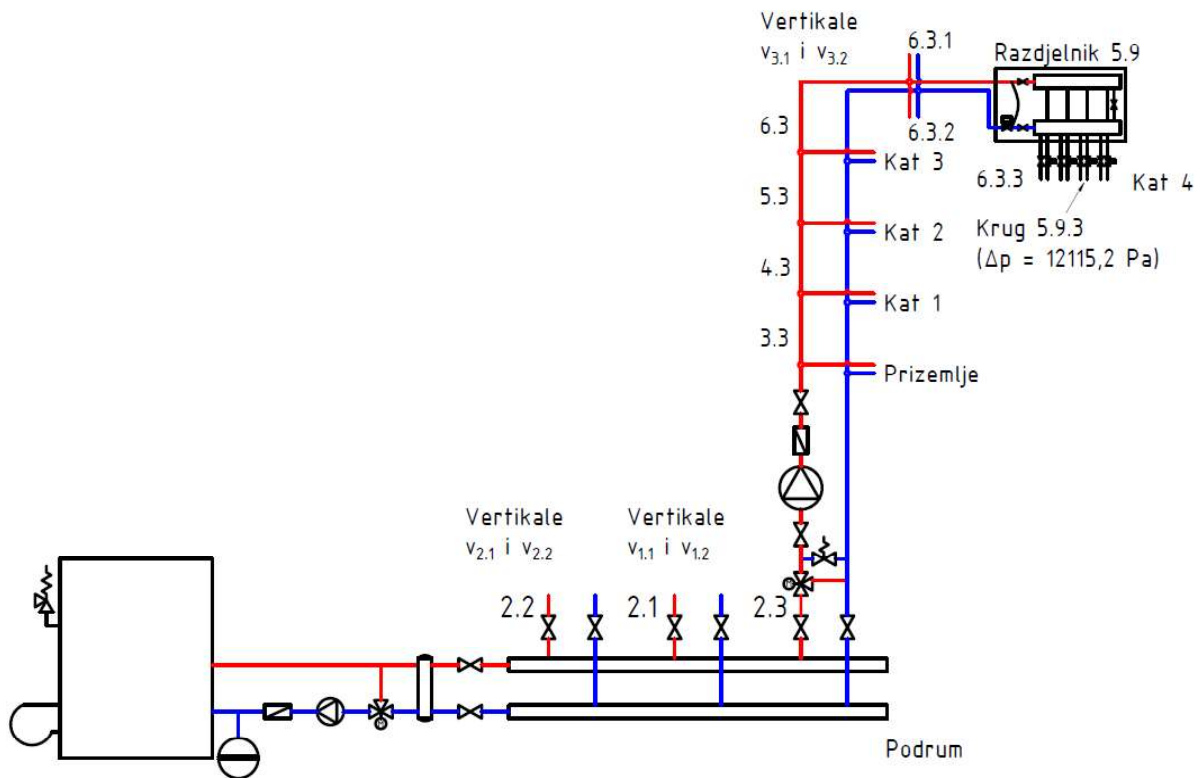 Vertikale
v3.1 i v3.2
6.3.1
Razdjelnik 5.9
6.3
6.3.2
Kat 3
6.3.3
Kat 4
5.3
Krug 5.9.3
(Δp = 12115,2 Pa)
Kat 2
4.3
Kat 1
3.3
Prizemlje
Vertikale
v2.1 i v2.2
Vertikale
v1.1 i v1.2
M
2.2
2.1
2.3
M
Podrum